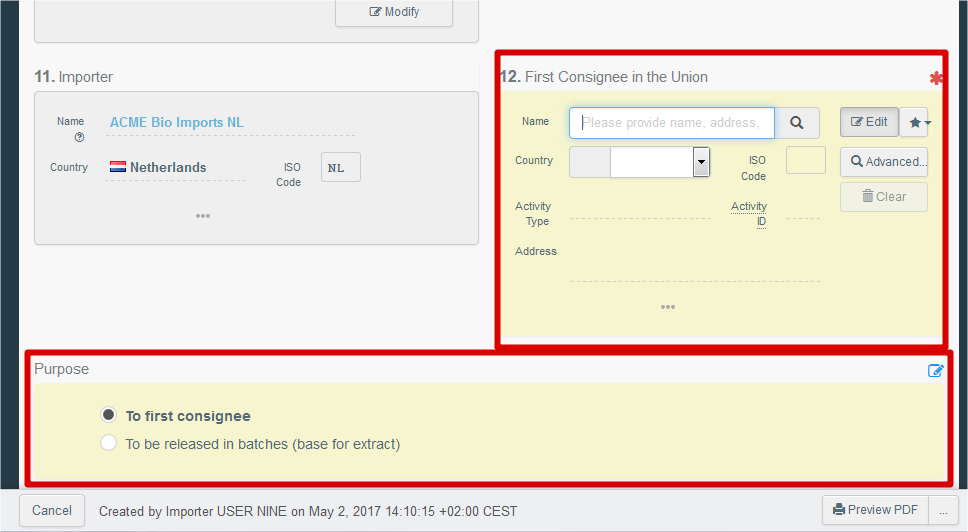 Modify
11. Importer
Name
ACME Bio Imports NL
Country
Netherlands
ISO
Code
NL
12. First Consignee in the Union
Name
Please provide name, address,
Edit
Country
ISO
Code
Advanced...
Clear
Activity
Type
Activity
ID
Address
Purpose
To first consignee
To be released in batches (base for extract)
Cancel
Created by Importer USER NINE on May 2, 2017 14:10:15 +02:00 CEST
Preview PDF
...